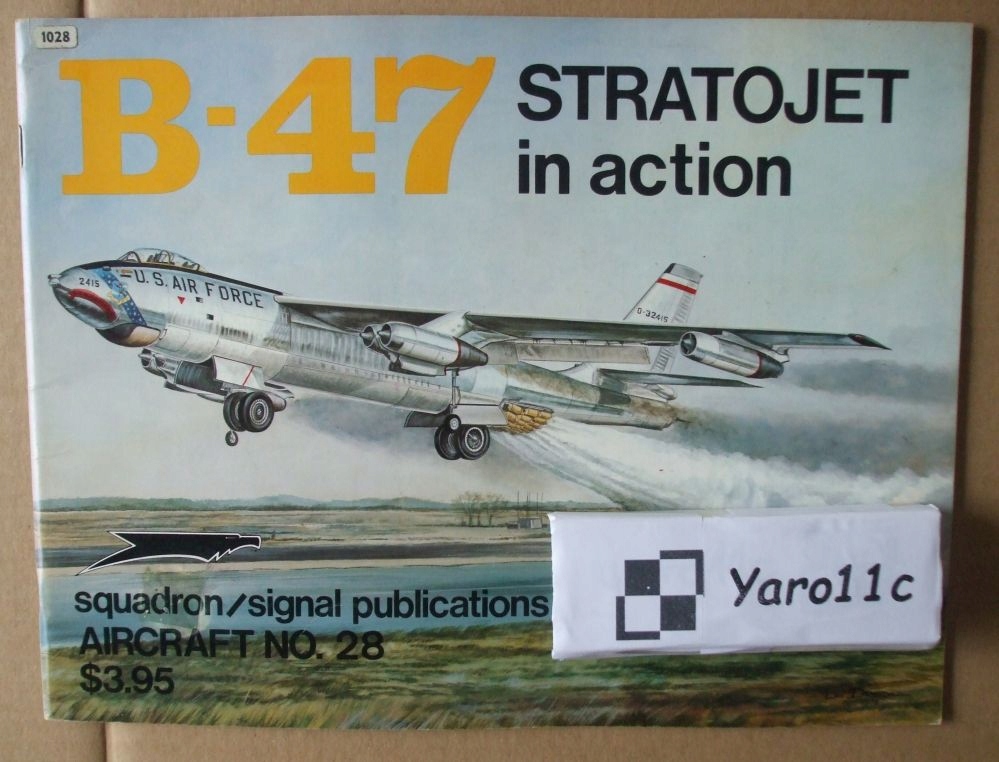 1028
B-47
STRATOJET
in action
2415
U.S. AIR FORCE
0-32415
squadron/signal publications
AIRCRAFT NO. 28
$3.95
Yaro11c